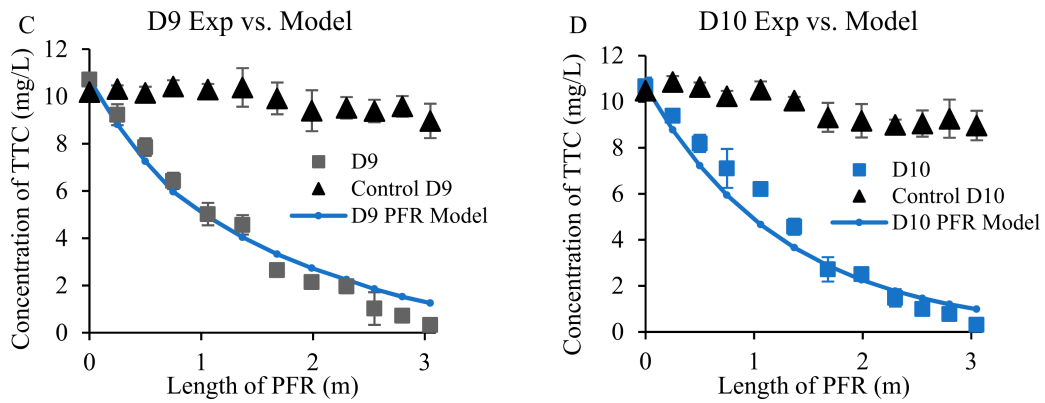 C
D9 Exp vs. Model
Concentration of TTC (mg/L)
12
10
8
6
4
2
0
D9
Control D9
D9 PFR Model
0
1
2
3
Length of PFR (m)
D
D10 Exp vs. Model
Concentration of TTC (mg/L)
12
10
8
6
4
2
0
D10
Control D10
D10 PFR Model
0
1
2
3
Length of PFR (m)